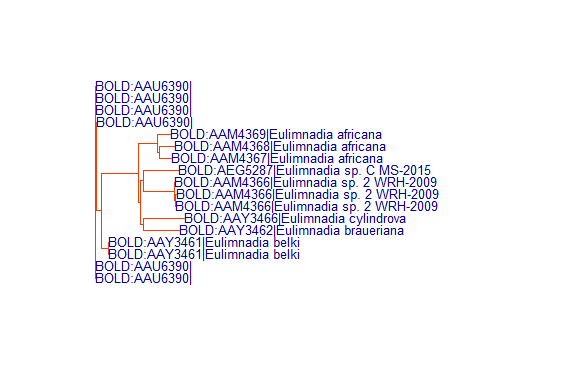 BOLD:AAU6390|
BOLD:AAU6390|
BOLD:AAU6390|
BOLD:AAU6390|
BOLD:AAM4369|Eulimnadia africana
BOLD:AAM4368|Eulimnadia africana
BOLD:AAM4367|Eulimnadia africana
BOLD:AEG5287|Eulimnadia sp. C MS-2015
BOLD:AAM4366|Eulimnadia sp. 2 WRH-2009
BOLD:AAM4366|Eulimnadia sp. 2 WRH-2009
BOLD:AAM4366|Eulimnadia sp. 2 WRH-2009
BOLD:AAY3466|Eulimnadia cylindrova
BOLD:AAY3462|Eulimnadia braueriana
BOLD:AAY3461|Eulimnadia belki
BOLD:AAY3461|Eulimnadia belki
BOLD:AAU6390|
BOLD:AAU6390|